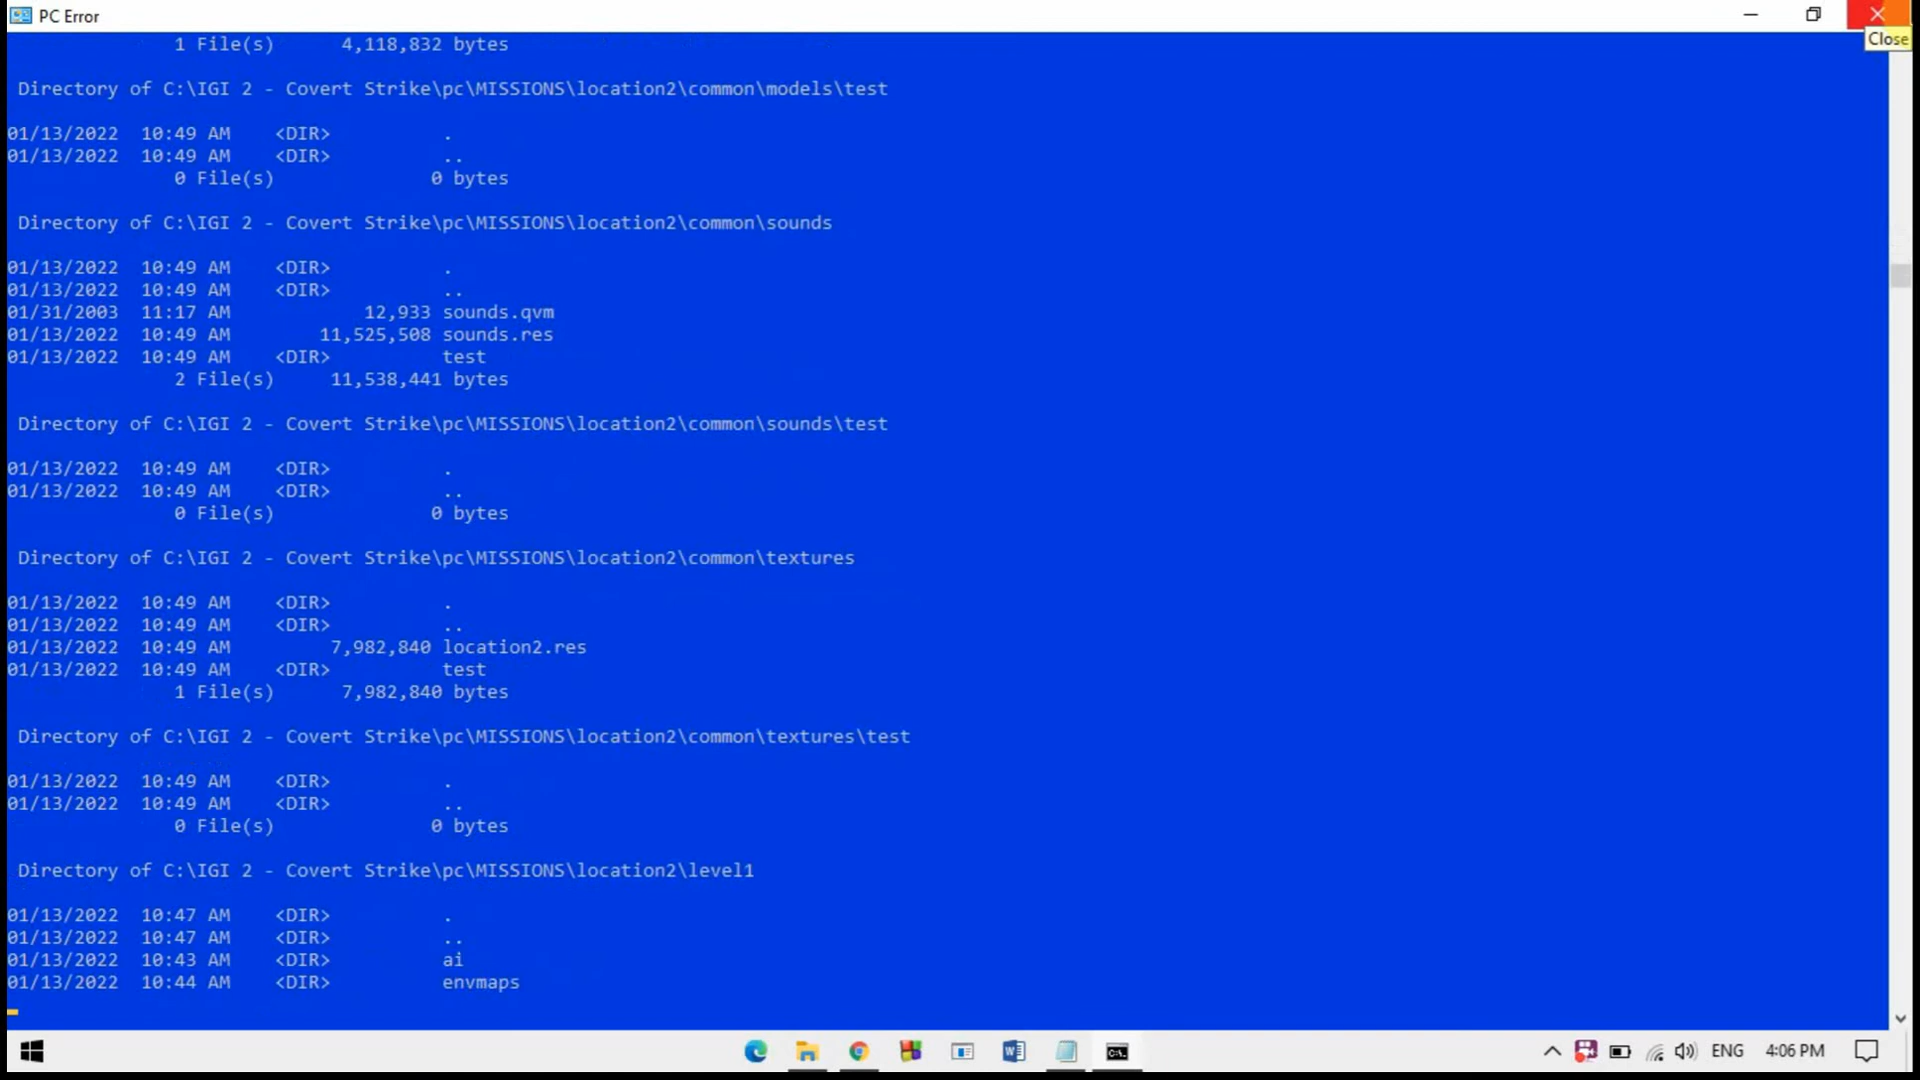 PC Error
Close
1 File(s) 4,118,832 bytes
Directory of C:\IGI 2 - Covert Strike\pc\MISSIONS\location2\common\models\test
01/13/2022 10:49 AM <DIR> .
01/13/2022 10:49 AM <DIR> ..
0 File(s) 0 bytes
Directory of C:\IGI 2 - Covert Strike\pc\MISSIONS\location2\common\sounds
01/13/2022 10:49 AM <DIR> .
01/13/2022 10:49 AM <DIR> ..
01/31/2003 11:17 AM 12,933 sounds.qvm
01/13/2022 10:49 AM 11,525,508 sounds.res
01/13/2022 10:49 AM <DIR> test
2 File(s) 11,538,441 bytes
Directory of C:\IGI 2 - Covert Strike\pc\MISSIONS\location2\common\sounds\test
01/13/2022 10:49 AM <DIR> .
01/13/2022 10:49 AM <DIR> ..
0 File(s) 0 bytes
Directory of C:\IGI 2 - Covert Strike\pc\MISSIONS\location2\common\textures
01/13/2022 10:49 AM <DIR> .
01/13/2022 10:49 AM <DIR> ..
01/13/2022 10:49 AM 7,982,840 location2.res
01/13/2022 10:49 AM <DIR> test
1 File(s) 7,982,840 bytes
Directory of C:\IGI 2 - Covert Strike\pc\MISSIONS\location2\common\textures\test
01/13/2022 10:49 AM <DIR> .
01/13/2022 10:49 AM <DIR> ..
0 File(s) 0 bytes
Directory of C:\IGI 2 - Covert Strike\pc\MISSIONS\location2\level1
01/13/2022 10:47 AM <DIR> .
01/13/2022 10:47 AM <DIR> ..
01/13/2022 10:43 AM <DIR> ai
01/13/2022 10:44 AM <DIR> envmaps
ENG 4:06 PM